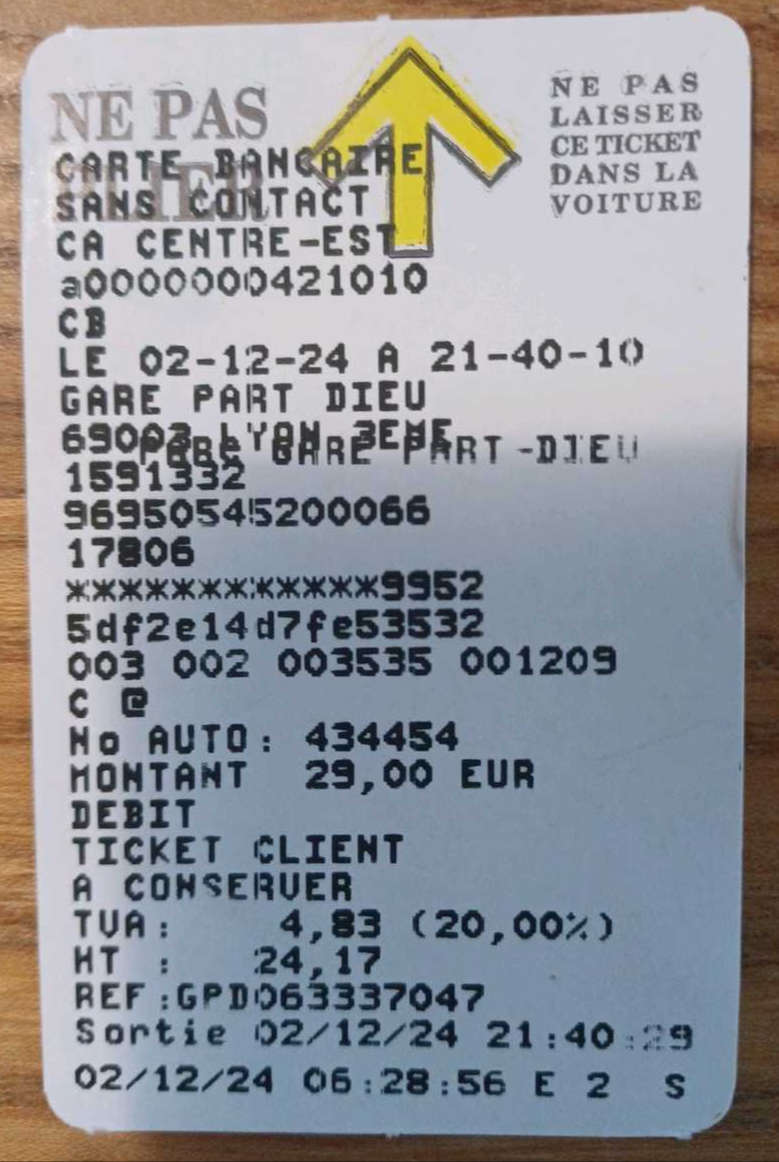 NE PAS
PLIER
NE PAS
LAISSER
CE TICKET
DANS LA
VOITURE
CARTE BANCAIRE
SANS CONTACT
CA CENTRE-EST
a0000000421010
CB
LE 02-12-24 A 21-40-10
GARE PART DIEU
69003 LYON 3EME
PARC GARE PART-DIEU
1591332
96950545200066
17806
************9952
5df2e14d7fe53532
003 002 003535 001209
C @
No AUTO: 434454
MONTANT 29,00 EUR
DEBIT
TICKET CLIENT
A CONSERVER
TVA: 4,83 (20,00%)
HT : 24,17
REF:GPD063337047
Sortie 02/12/24 21:40:29
02/12/24 06:28:56 E 2 S